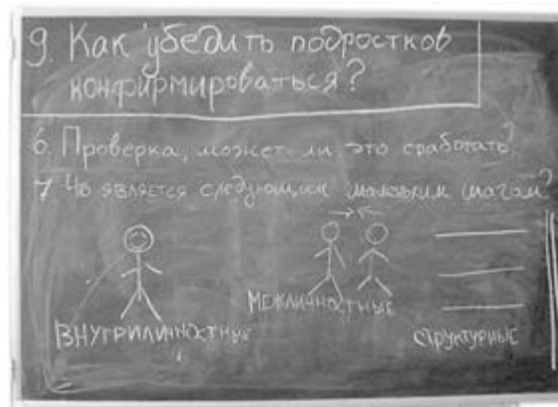 9. Как убедить подростков
конфирмироваться?
6. Проверка, может ли это сработать?
7 Чо является следующим маленьким шагом?
МЕЖЛИЧНОСТНЫЕ
ВНУТРИЛИЧНОСТНЫЕ
СТРУКТУРНЫЕ